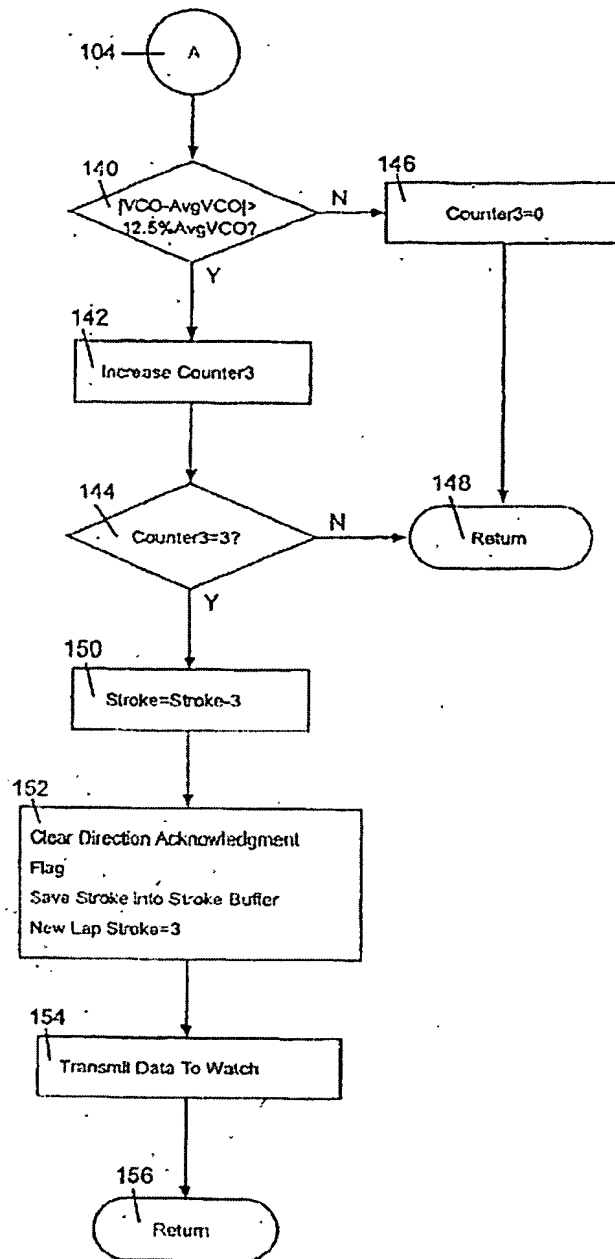 104
A
140
|VCO-AvgVCO|>
12.5%AvgVCO?
N
146
Counter3=0
Y
142
Increase Counter3
144
Counter3=3?
N
148
Return
Y
150
Stroke=Stroke-3
152
Clear Direction Acknowledgment
Flag
Save Stroke into Stroke Buffer
New Lap Stroke=3
154
Transmit Data To Watch
156
Return